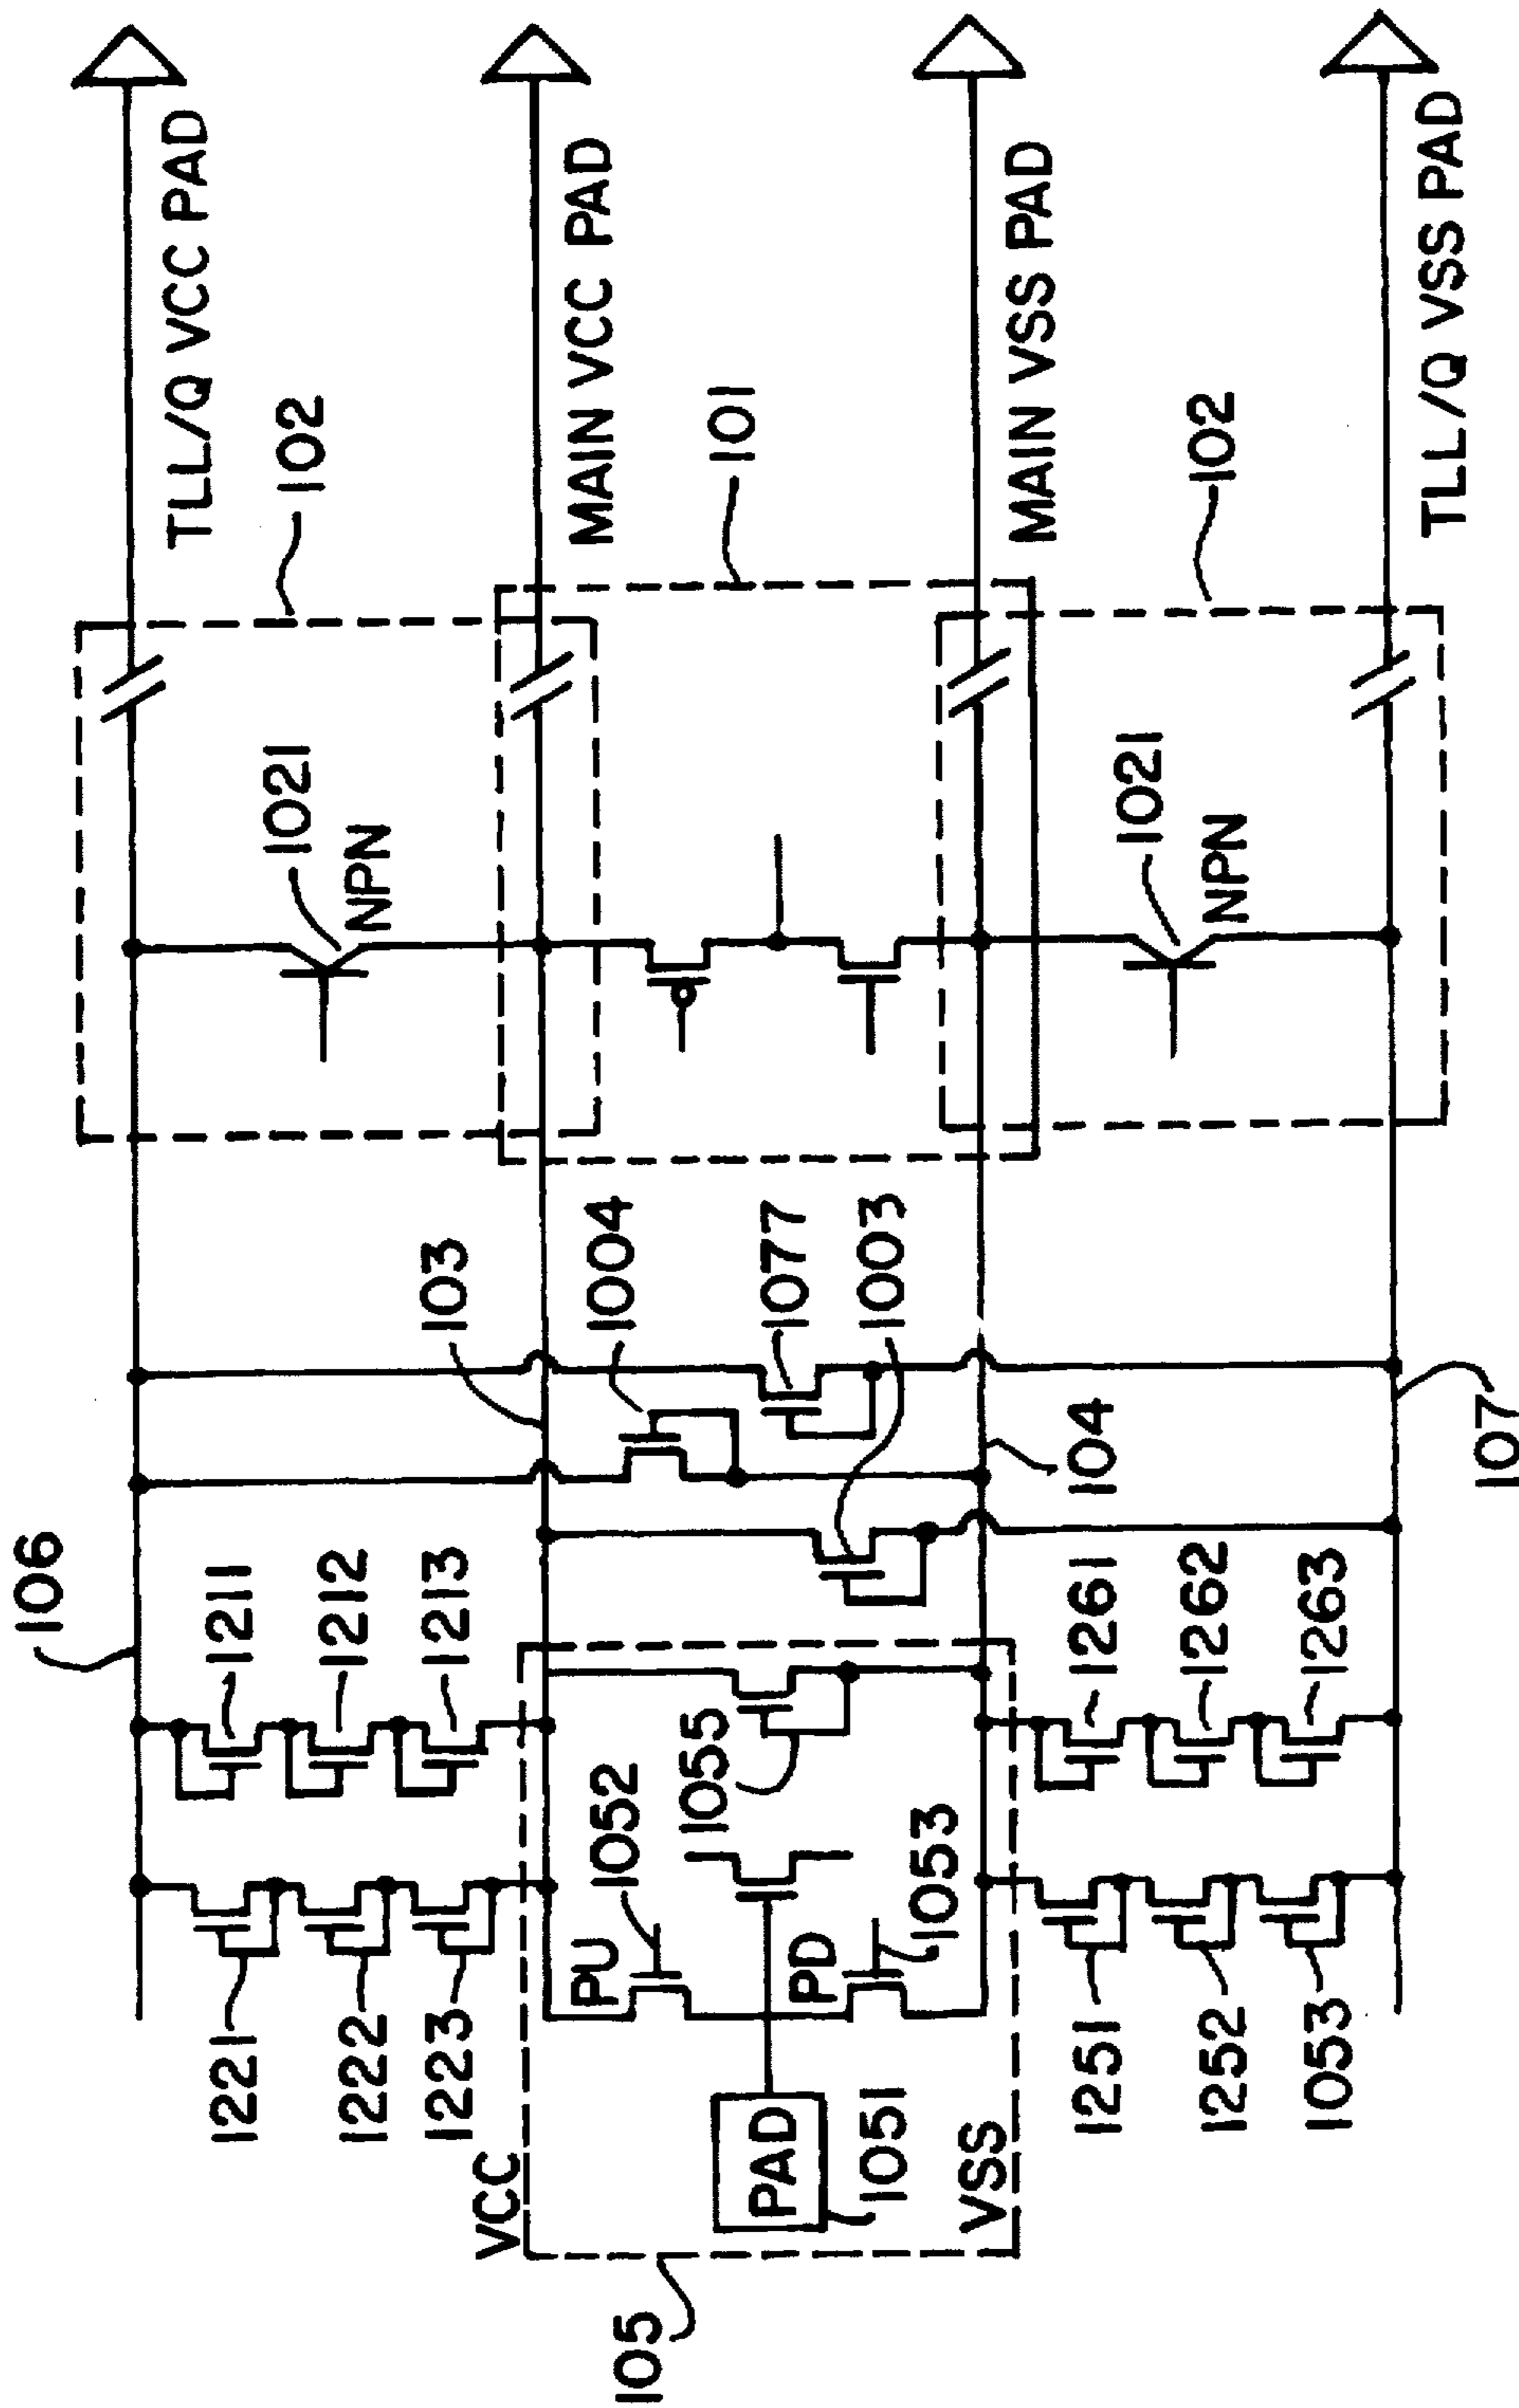 106
TLL/Q VCC PAD
1221
1211
1021
102
1222
1212
NPN
1223
1213
103
VCC
PU
1052
1004
MAIN VCC PAD
105
1055
101
PAD
1077
PD
1051
1003
1053
VSS
MAIN VSS PAD
1251
1261
104
1021
1252
1262
NPN
102
1053
1263
TLL/Q VSS PAD
107